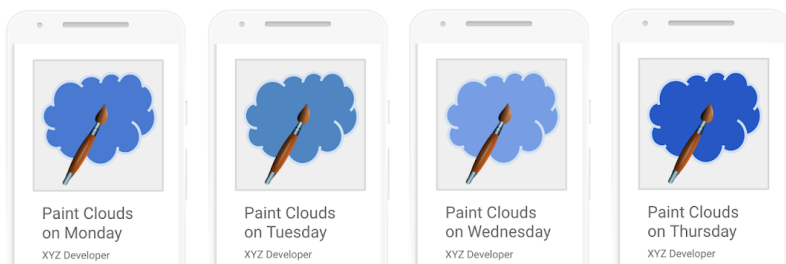 Paint Clouds
on Monday
XYZ Developer
Paint Clouds
on Tuesday
XYZ Developer
Paint Clouds
on Wednesday
XYZ Developer
Paint Clouds
on Thursday
XYZ Developer